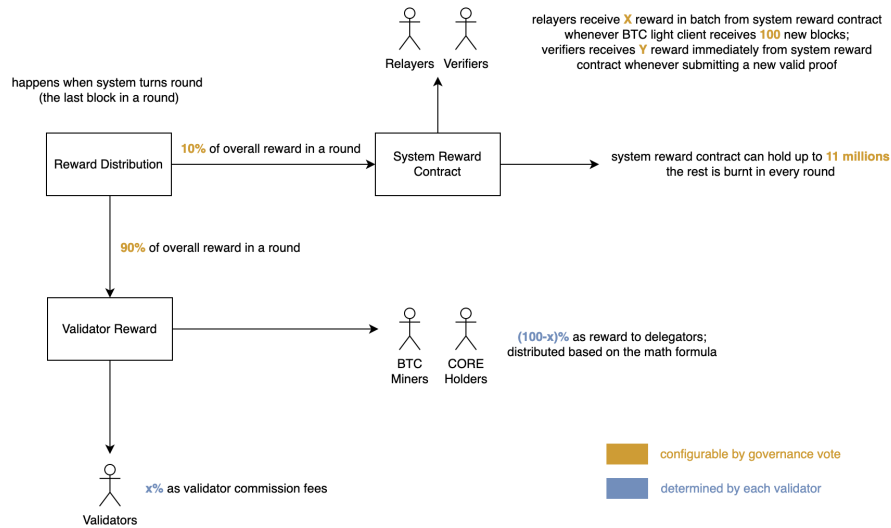 relayers receive X reward in batch from system reward contract
whenever BTC light client receives 100 new blocks;
verifiers receives Y reward immediately from system reward
contract whenever submitting a new valid proof
Relayers
Verifiers
happens when system turns round
(the last block in a round)
Reward Distribution
10% of overall reward in a round
System Reward
Contract
system reward contract can hold up to 11 millions
the rest is burnt in every round
90% of overall reward in a round
Validator Reward
(100-x)% as reward to delegators;
distributed based on the math formula
BTC
Miners
CORE
Holders
configurable by governance vote
x% as validator commission fees
determined by each validator
Validators